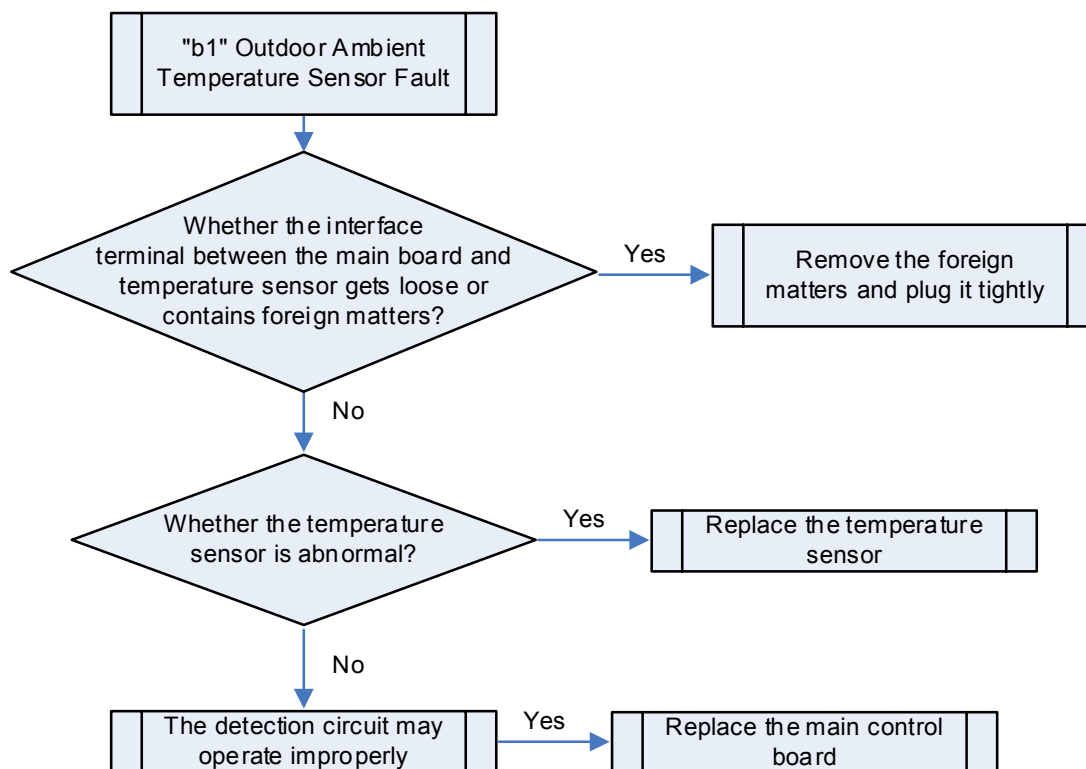 "b1" Outdoor Ambient
Temperature Sensor Fault
Whether the interface
terminal between the main board and
temperature sensor gets loose or
contains foreign matters?
Yes
Remove the foreign
matters and plug it tightly
No
Whether the temperature
sensor is abnormal?
Yes
Replace the temperature
sensor
No
The detection circuit may
operate improperly
Yes
Replace the main control
board